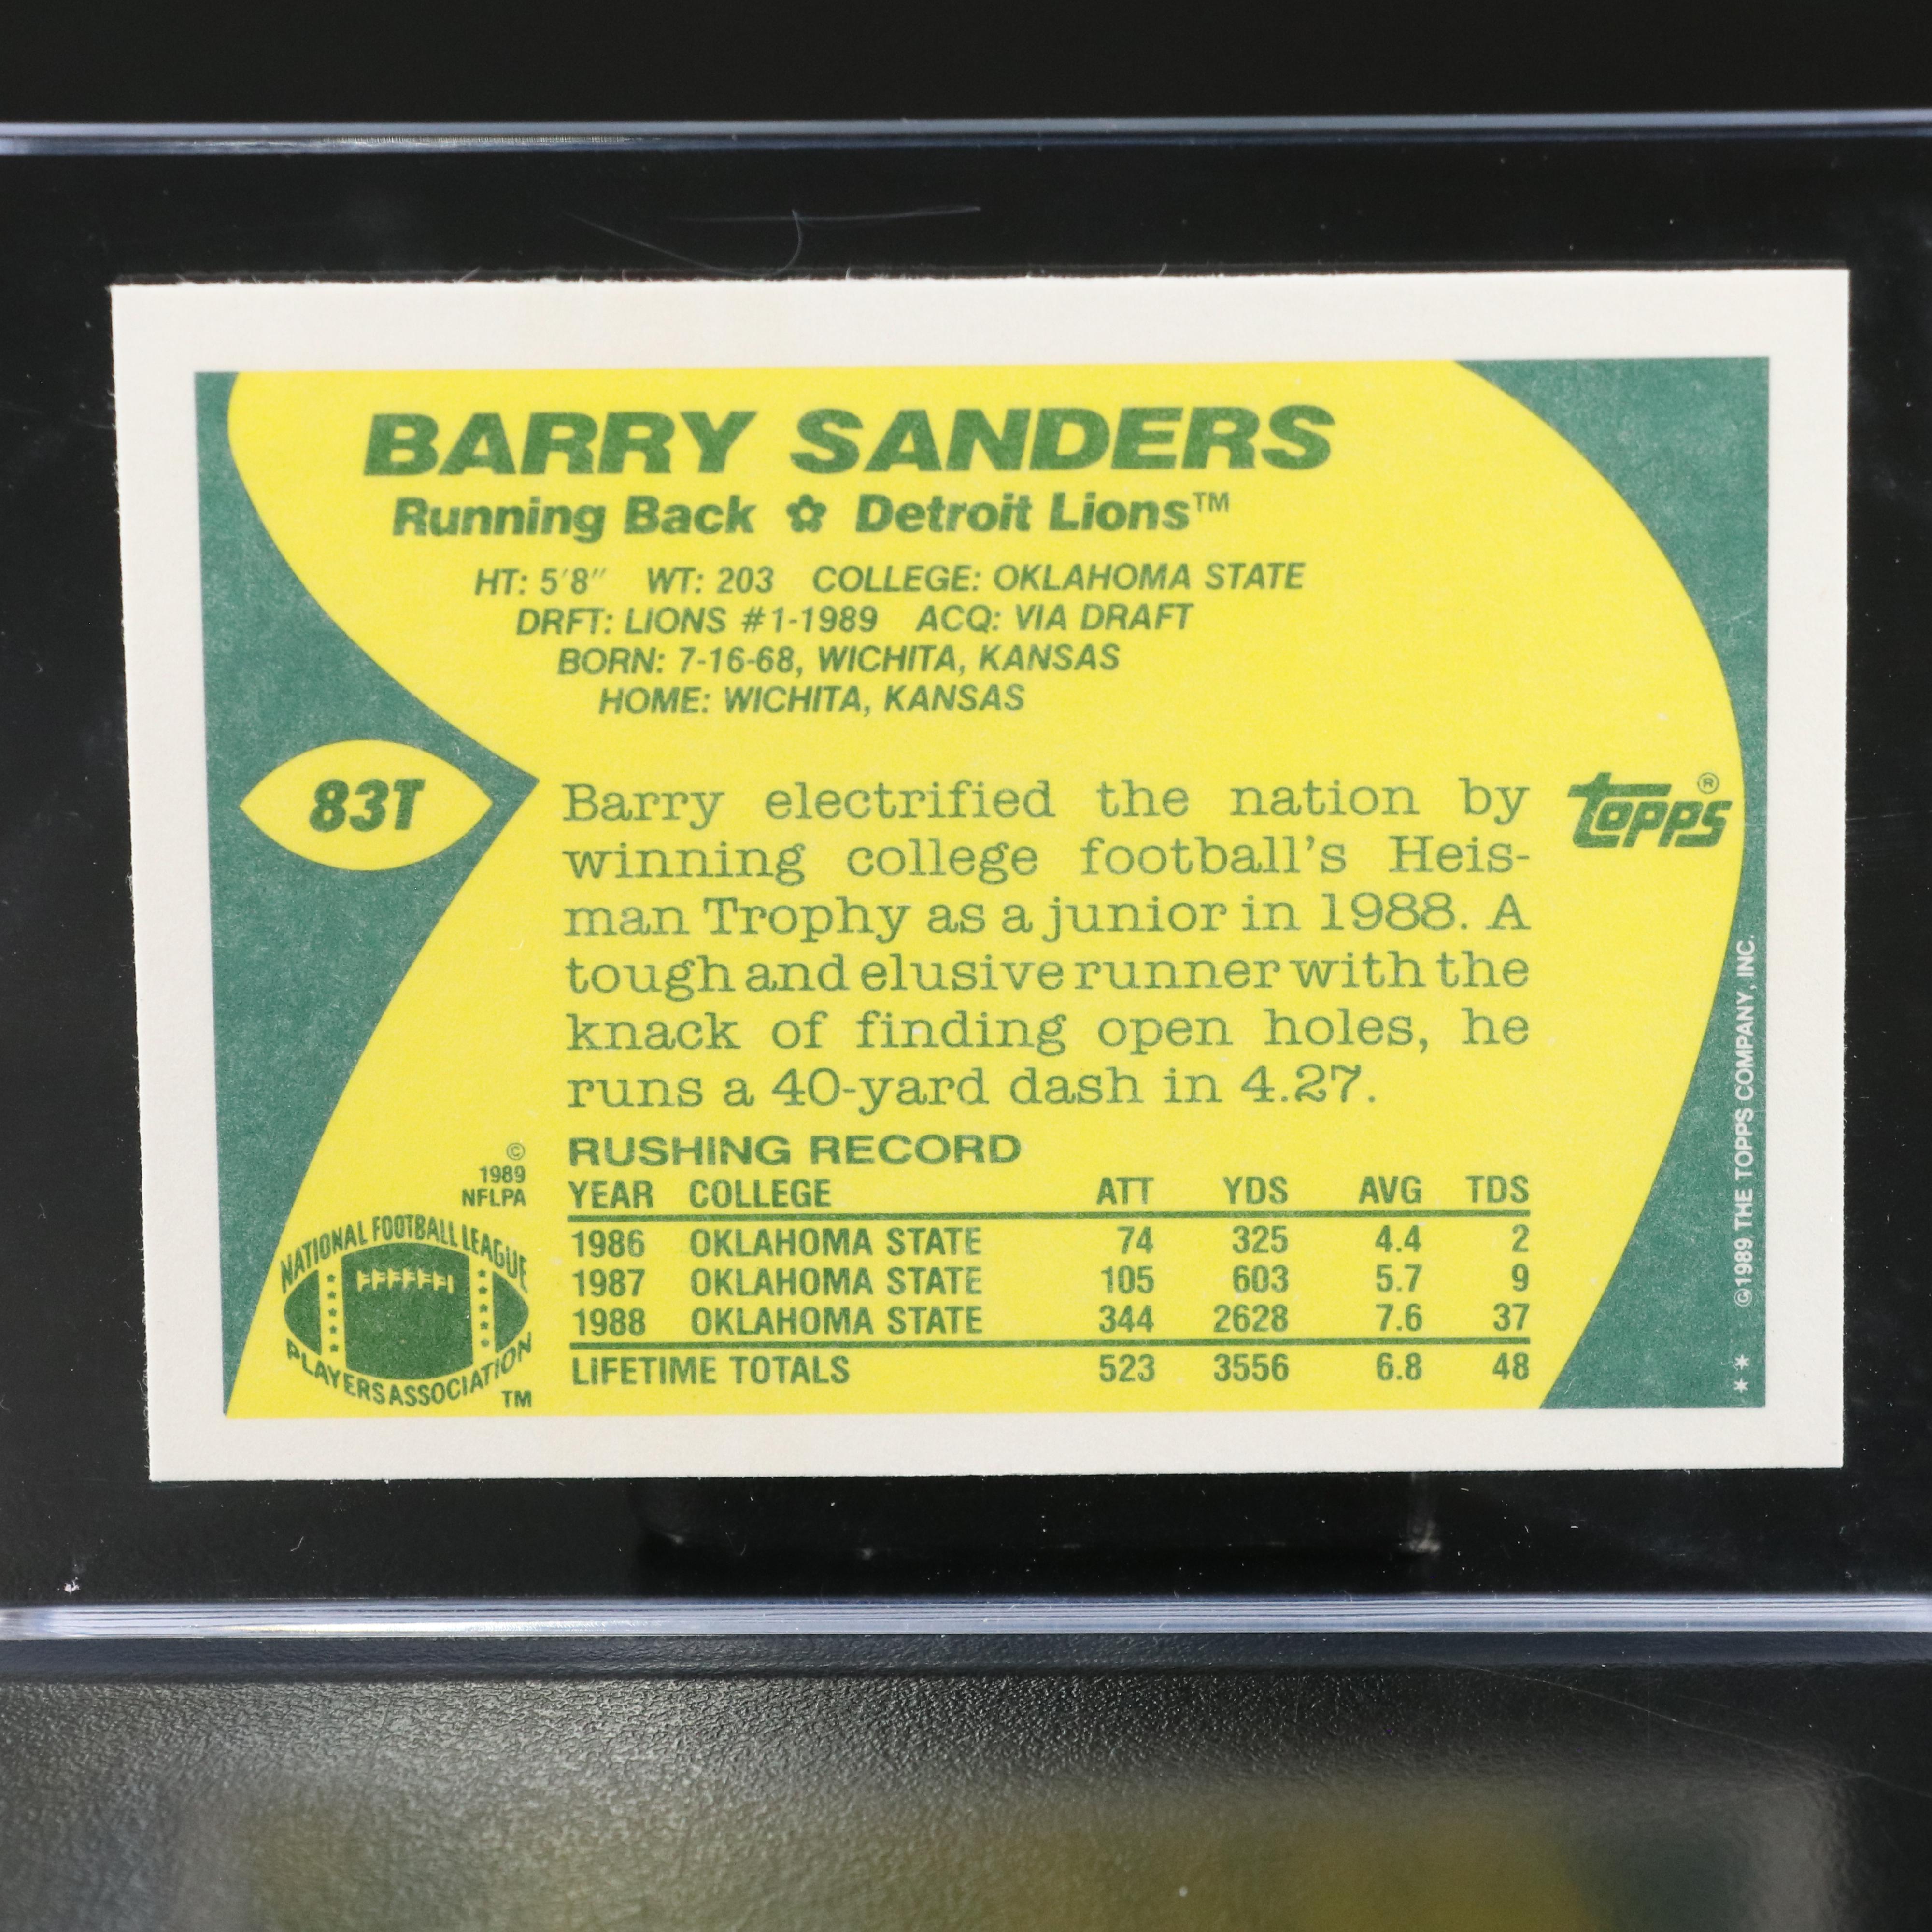 BARRY SANDERS
Running Back ✿ Detroit Lions™
HT: 5'8" WT: 203 COLLEGE: OKLAHOMA STATE
DRFT: LIONS #1-1989 ACQ: VIA DRAFT
BORN: 7-16-68, WICHITA, KANSAS
HOME: WICHITA, KANSAS
83T
Barry electrified the nation by
winning college football's Heis-
man Trophy as a junior in 1988. A
tough and elusive runner with the
knack of finding open holes, he
runs a 40-yard dash in 4.27.
topps®
RUSHING RECORD
YEAR COLLEGE ATT YDS AVG TDS
1986 OKLAHOMA STATE 74 325 4.4 2
1987 OKLAHOMA STATE 105 603 5.7 9
1988 OKLAHOMA STATE 344 2628 7.6 37
LIFETIME TOTALS 523 3556 6.8 48
©
1989
NFLPA
NATIONAL FOOTBALL LEAGUE
PLAYERS ASSOCIATION
TM
**©1989 THE TOPPS COMPANY, INC.